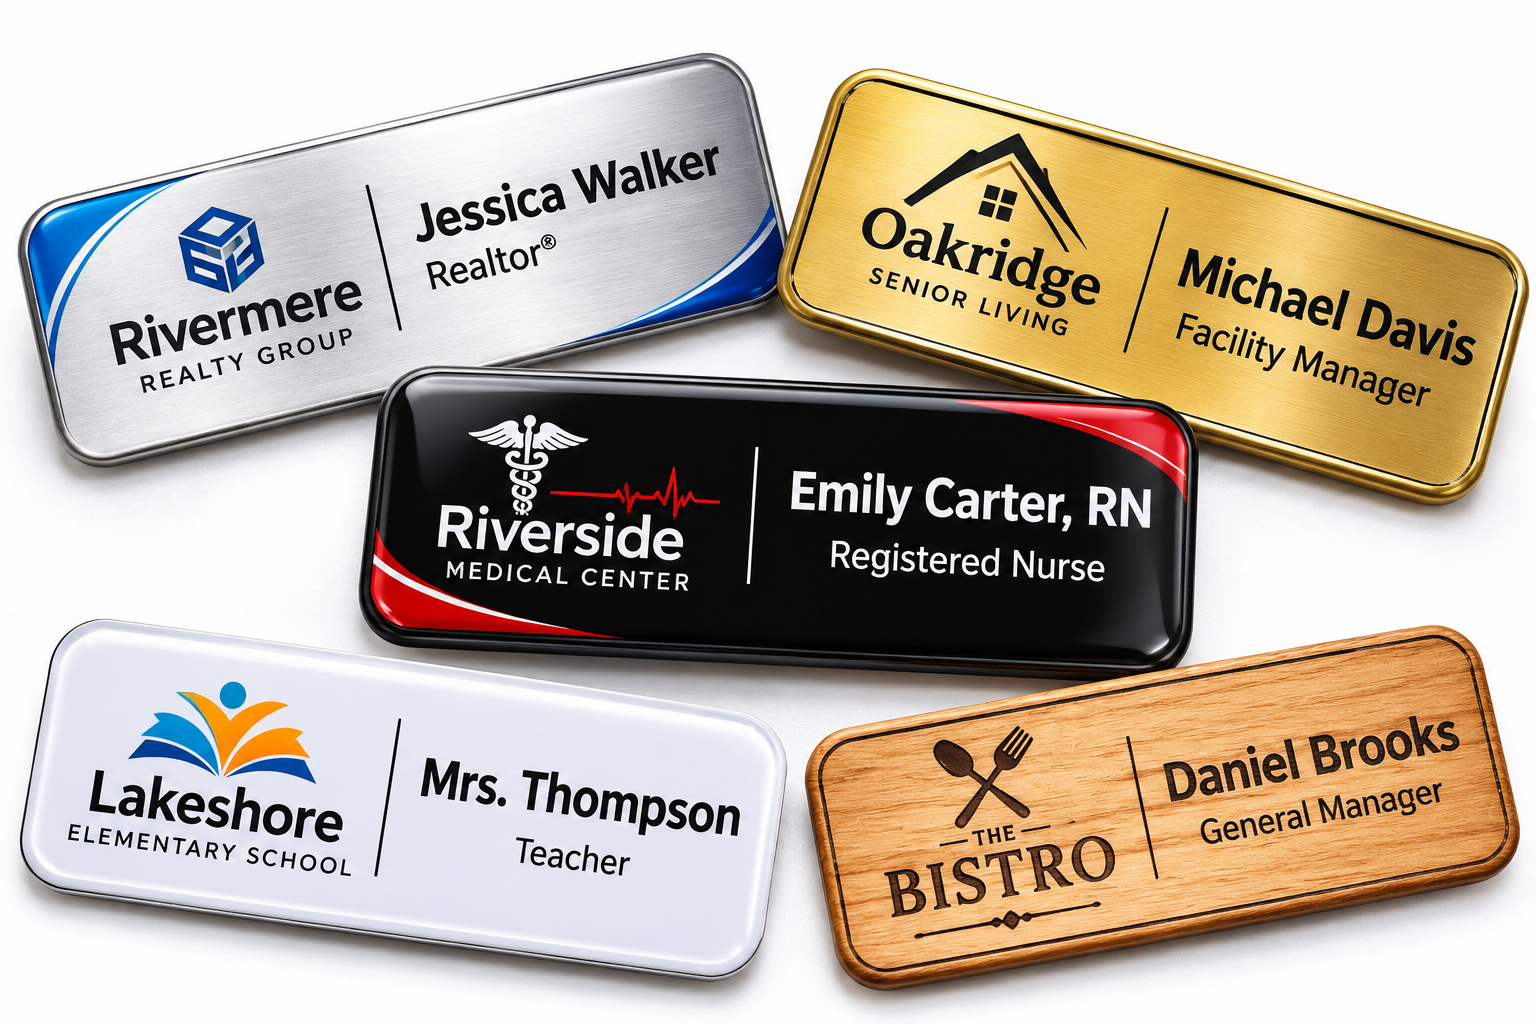 Rivermere
REALTY GROUP
Jessica Walker
Realtor®
Oakridge
SENIOR LIVING
Michael Davis
Facility Manager
Riverside
MEDICAL CENTER
Emily Carter, RN
Registered Nurse
Lakeshore
ELEMENTARY SCHOOL
Mrs. Thompson
Teacher
THE
BISTRO
Daniel Brooks
General Manager